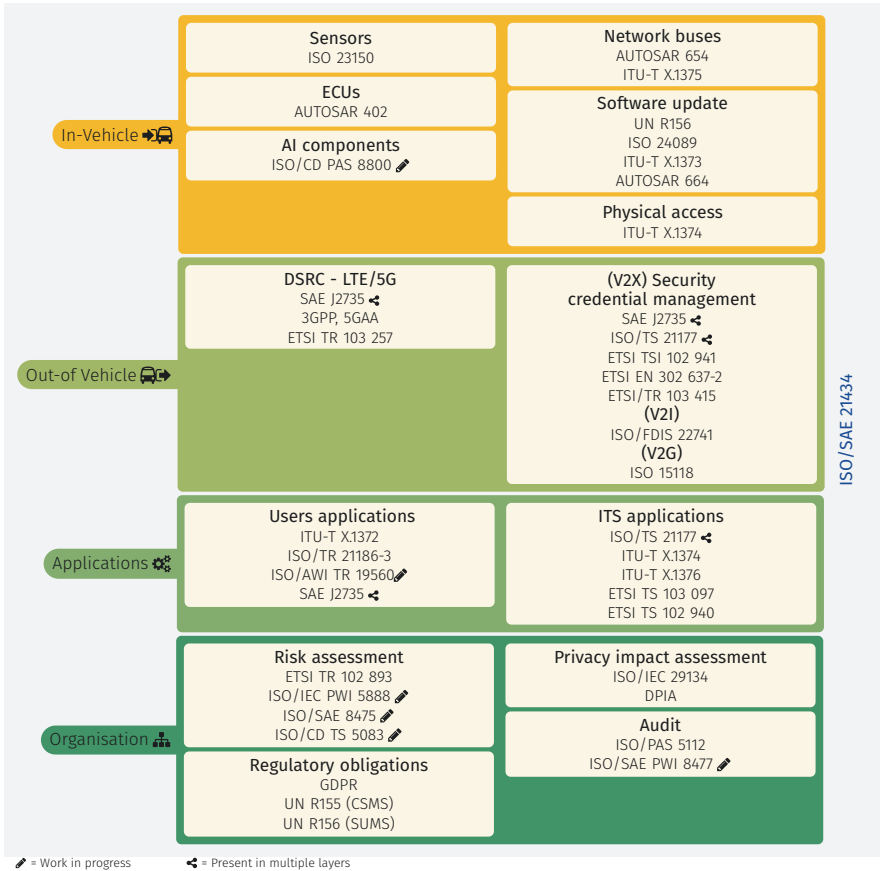 In-Vehicle
Sensors
ISO 23150
ECUs
AUTOSAR 402
AI components
ISO/CD PAS 8800
Network buses
AUTOSAR 654
ITU-T X.1375
Software update
UN R156
ISO 24089
ITU-T X.1373
AUTOSAR 664
Physical access
ITU-T X.1374
Out-of Vehicle
DSRC - LTE/5G
SAE J2735
3GPP, 5GAA
ETSI TR 103 257
(V2X) Security
credential management
SAE J2735
ISO/TS 21177
ETSI TSI 102 941
ETSI EN 302 637-2
ETSI/TR 103 415
(V2I)
ISO/FDIS 22741
(V2G)
ISO 15118
Applications
Users applications
ITU-T X.1372
ISO/TR 21186-3
ISO/AWI TR 19560
SAE J2735
ITS applications
ISO/TS 21177
ITU-T X.1374
ITU-T X.1376
ETSI TS 103 097
ETSI TS 102 940
Organisation
Risk assessment
ETSI TR 102 893
ISO/IEC PWI 5888
ISO/SAE 8475
ISO/CD TS 5083
Regulatory obligations
GDPR
UN R155 (CSMS)
UN R156 (SUMS)
Privacy impact assessment
ISO/IEC 29134
DPIA
Audit
ISO/PAS 5112
ISO/SAE PWI 8477
ISO/SAE 21434
= Work in progress
= Present in multiple layers